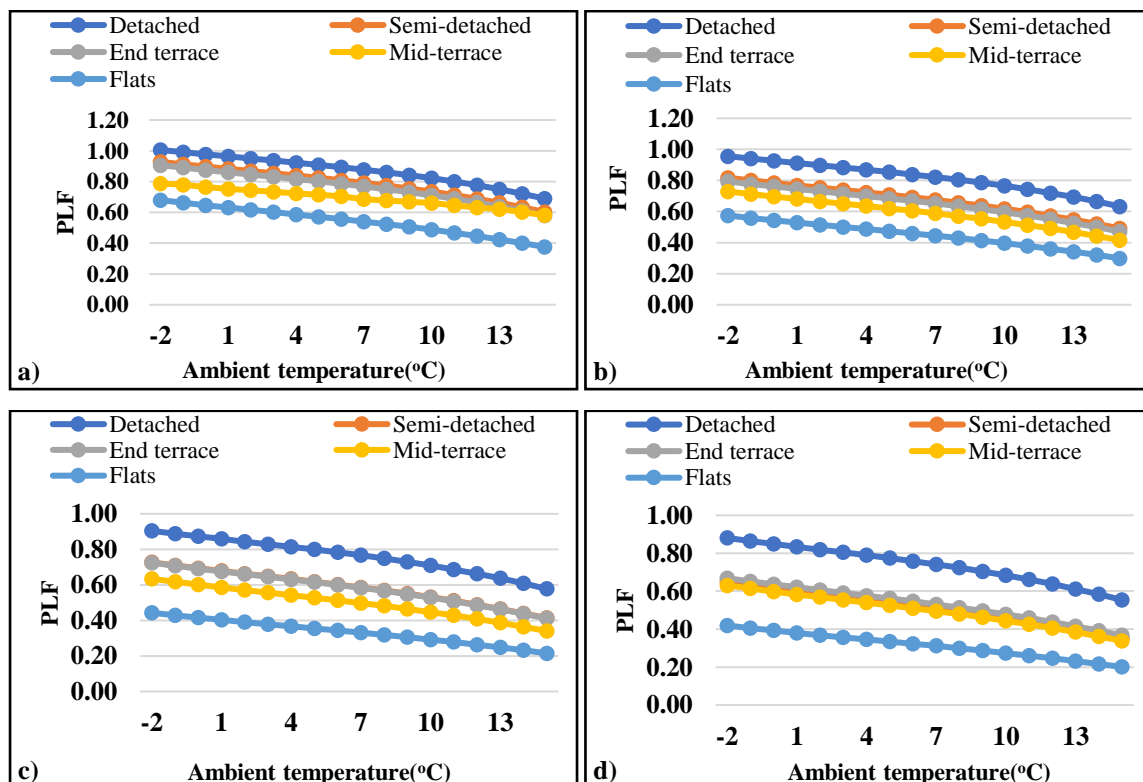 Detached Semi-detached
End terrace Mid-terrace
Flats
1.20
1.00
0.80
0.60
0.40
0.20
0.00
PLF
-2 1 4 7 10 13
Ambient temperature(°C)
a)
Detached Semi-detached
End terrace Mid-terrace
Flats
1.20
1.00
0.80
0.60
0.40
0.20
0.00
PLF
-2 1 4 7 10 13
Ambient temperature(°C)
b)
Detached Semi-detached
End terrace Mid-terrace
Flats
1.00
0.80
0.60
0.40
0.20
0.00
PLF
-2 1 4 7 10 13
Ambient temperature(°C)
c)
Detached Semi-detached
End terrace Mid-terrace
Flats
1.00
0.80
0.60
0.40
0.20
0.00
PLF
-2 1 4 7 10 13
Ambient temperature(°C)
d)